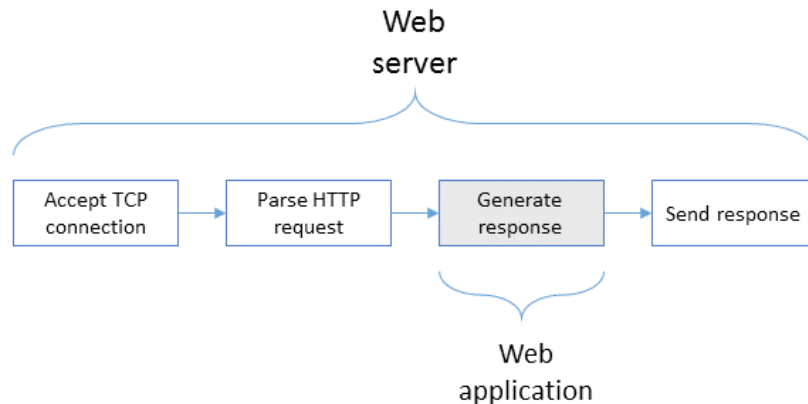 Web
server
Accept TCP
connection
Parse HTTP
request
Generate
response
Send response
Web
application